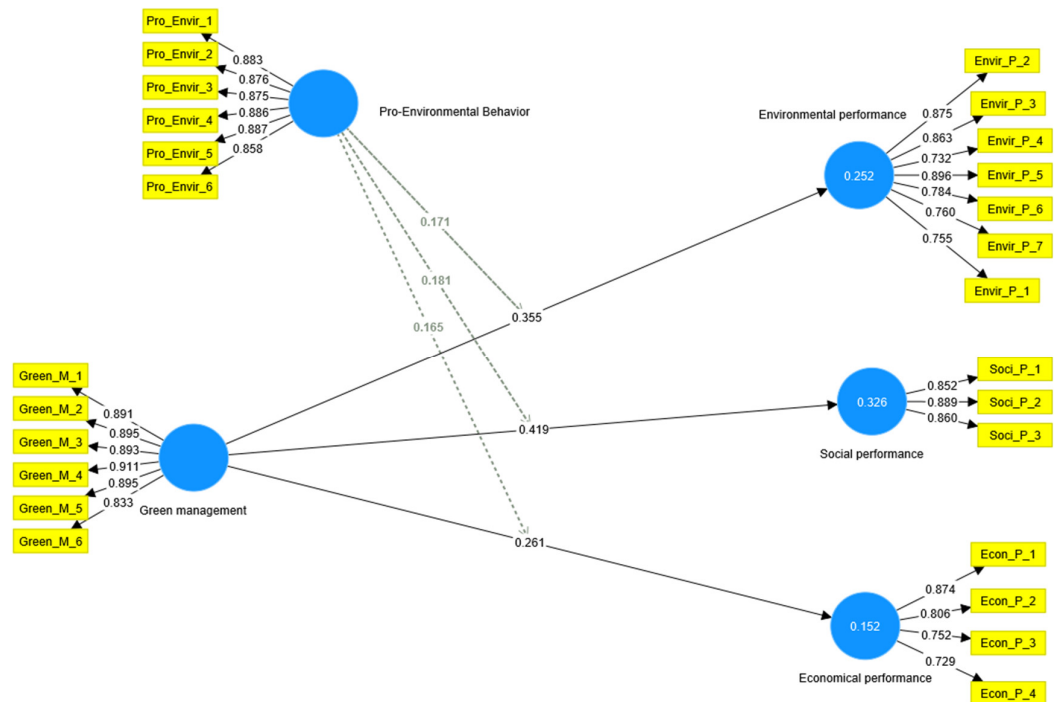 Pro_Envir_1
Pro_Envir_2
Pro_Envir_3
Pro_Envir_4
Pro_Envir_5
Pro_Envir_6
0.883
0.876
0.875
0.886
0.887
0.858
Pro-Environmental Behavior
0.171
0.181
0.165
Environmental performance
0.252
0.875
0.863
0.732
0.896
0.784
0.760
0.755
Envir_P_2
Envir_P_3
Envir_P_4
Envir_P_5
Envir_P_6
Envir_P_7
Envir_P_1
0.355
0.419
0.261
Green_M_1
Green_M_2
Green_M_3
Green_M_4
Green_M_5
Green_M_6
0.891
0.895
0.893
0.911
0.895
0.833
Green management
0.326
Social performance
0.852
0.889
0.860
Soci_P_1
Soci_P_2
Soci_P_3
0.152
Economical performance
0.874
0.806
0.752
0.729
Econ_P_1
Econ_P_2
Econ_P_3
Econ_P_4